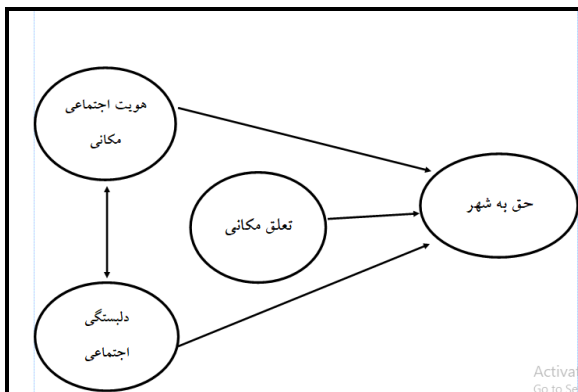 هویت اجتماعی
مکانی
تعلق مکانی
حق به شهر
دلبستگی
اجتماعی
Activat
Go to Se